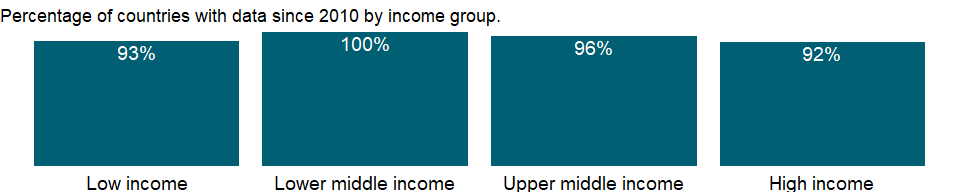 Percentage of countries with data since 2010 by income group.
93%
100%
96%
92%
Low income
Lower middle income
Upper middle income
High income